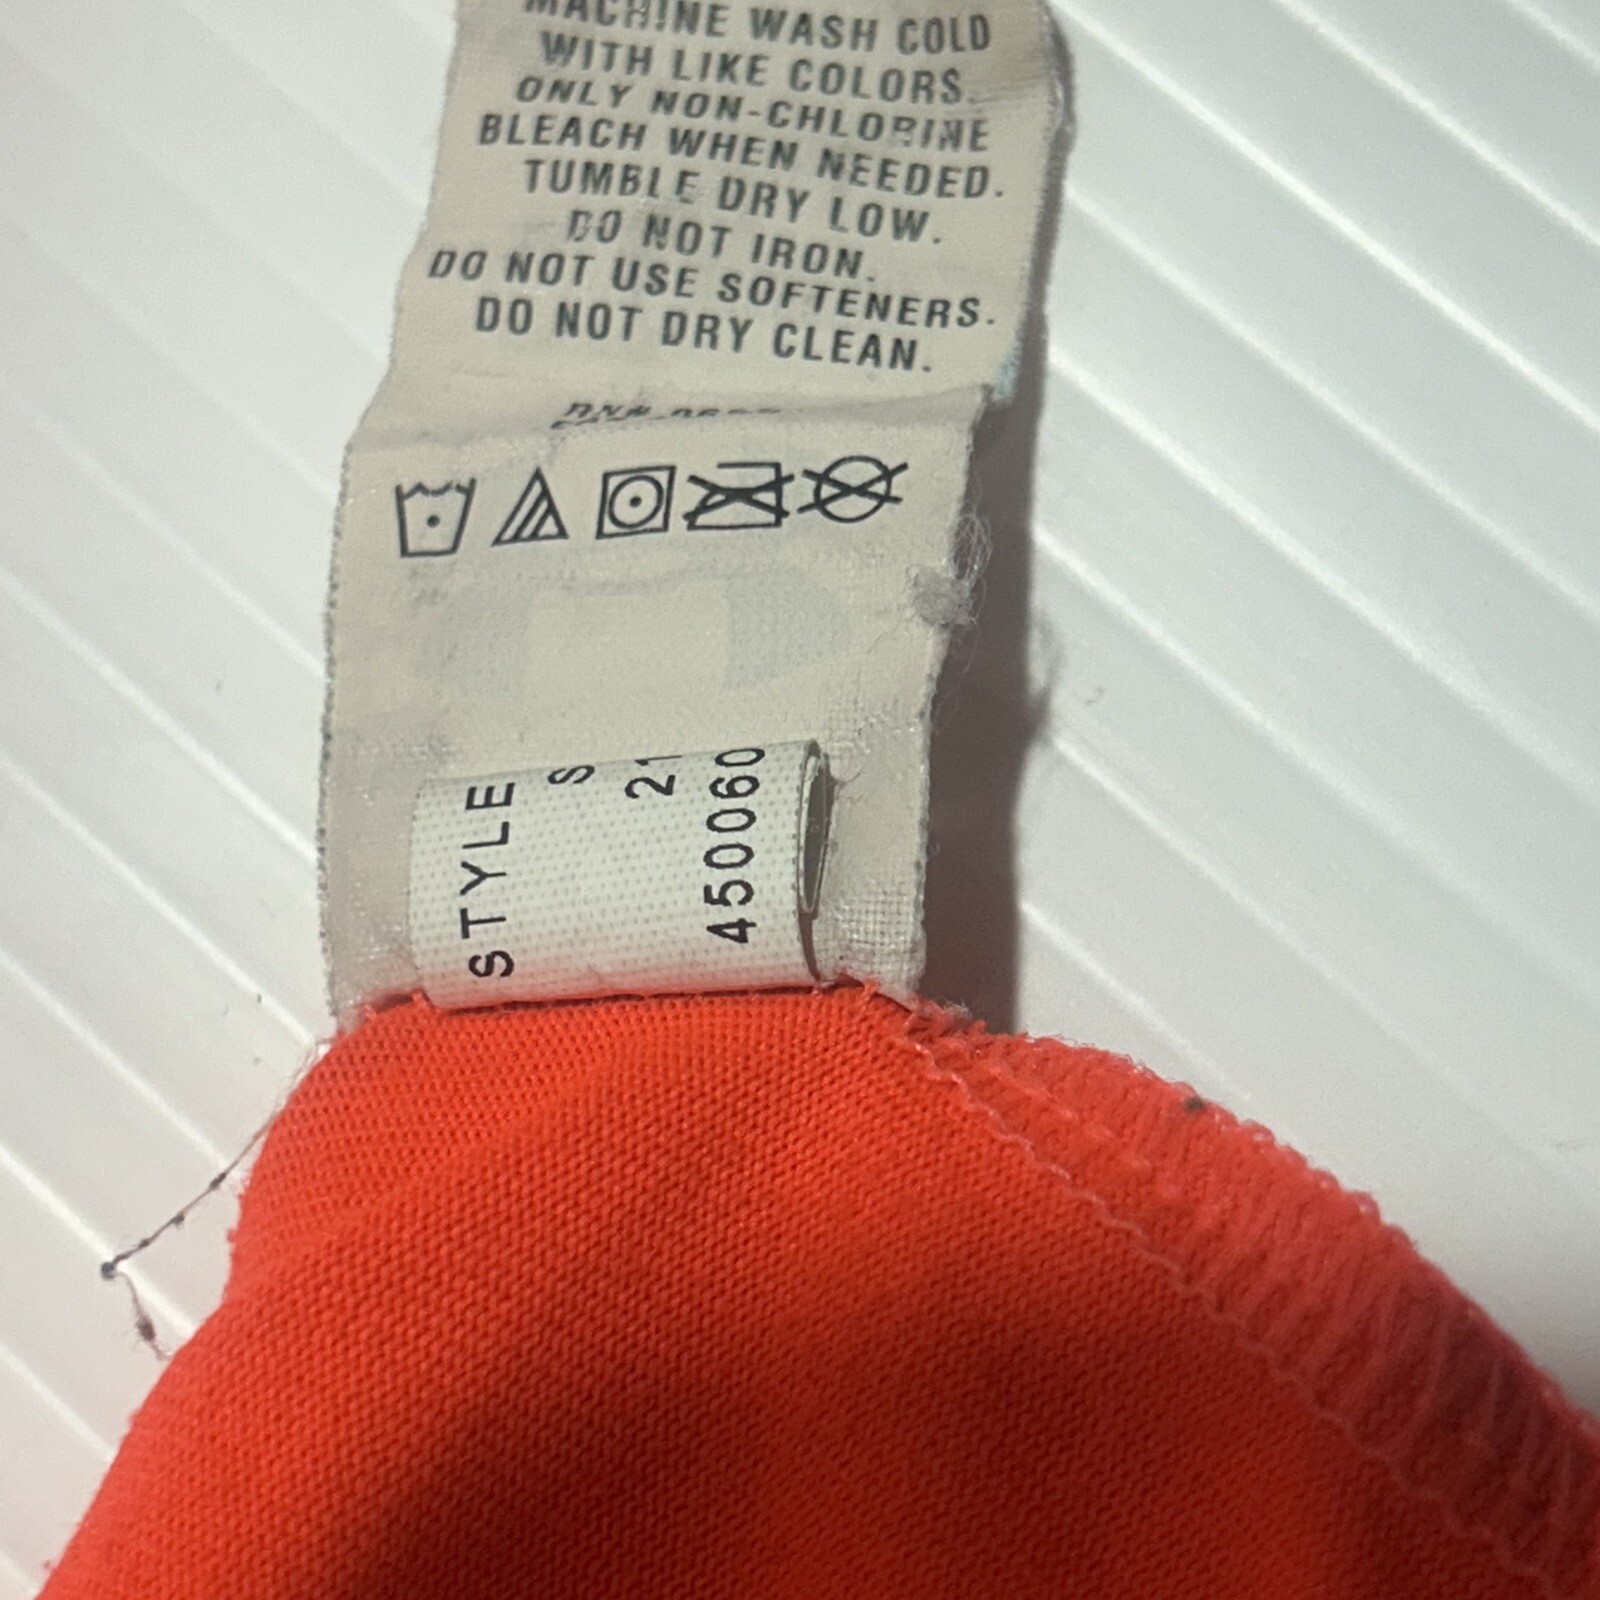 MACHINE WASH COLD
WITH LIKE COLORS.
ONLY NON-CHLORINE
BLEACH WHEN NEEDED.
TUMBLE DRY LOW.
DO NOT IRON.
DO NOT USE SOFTENERS.
DO NOT DRY CLEAN.
STYLE
S
21
450060